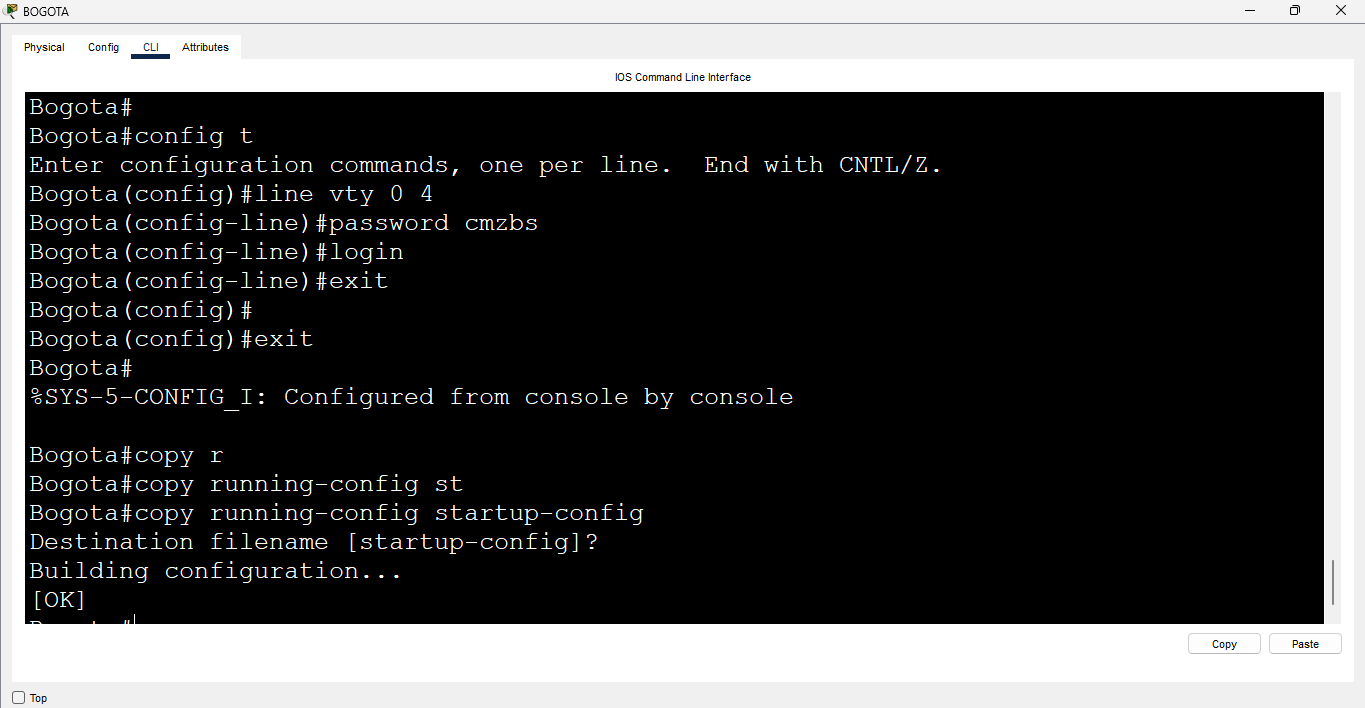 BOGOTA
Physical Config CLI Attributes
IOS Command Line Interface
Bogota#
Bogota#config t
Enter configuration commands, one per line.  End with CNTL/Z.
Bogota(config)#line vty 0 4
Bogota(config-line)#password cmzbs
Bogota(config-line)#login
Bogota(config-line)#exit
Bogota(config)#
Bogota(config)#exit
Bogota#
%SYS-5-CONFIG_I: Configured from console by console
Bogota#copy r
Bogota#copy running-config st
Bogota#copy running-config startup-config
Destination filename [startup-config]?
Building configuration...
[OK]
Copy Paste
Top